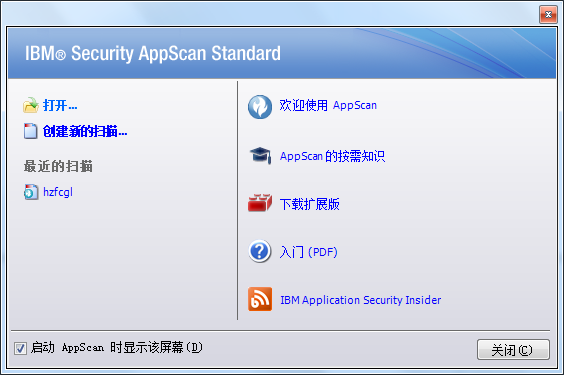 IBM® Security AppScan Standard
打开...
创建新的扫描...
最近的扫描
hzfcgl
欢迎使用 AppScan
AppScan 的按需知识
下载扩展版
入门 (PDF)
IBM Application Security Insider
启动 AppScan 时显示该屏幕(D)
关闭(C)